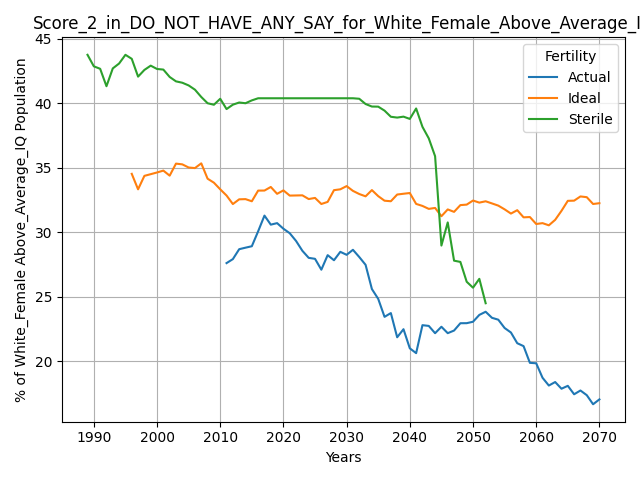 Score_2_in_DO_NOT_HAVE_ANY_SAY_for_White_Female_Above_Average_I
45
40
35
30
25
20
% of White_Female Above_Average_IQ Population
Fertility
Actual
Ideal
Sterile
1990 2000 2010 2020 2030 2040 2050 2060 2070
Years